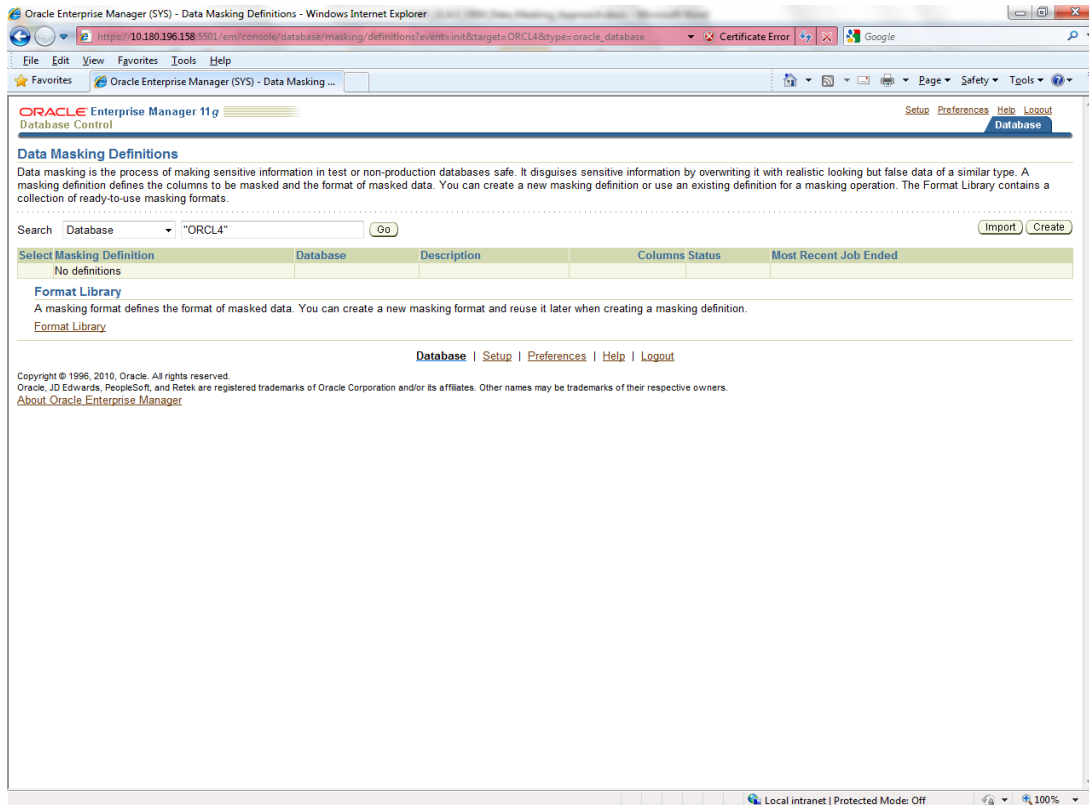 Oracle Enterprise Manager (SYS) - Data Masking Definitions - Windows Internet Explorer
https://10.180.196.158:5501/em/console/database/masking/definitions?event=init&target=ORCL4&type=oracle_database
Certificate Error
Google
File Edit View Favorites Tools Help
Favorites
Oracle Enterprise Manager (SYS) - Data Masking ...
Page Safety Tools
ORACLE Enterprise Manager 11g
Database Control
Setup Preferences Help Logout
Database
Data Masking Definitions
Data masking is the process of making sensitive information in test or non-production databases safe. It disguises sensitive information by overwriting it with realistic looking but false data of a similar type. A
masking definition defines the columns to be masked and the format of masked data. You can create a new masking definition or use an existing definition for a masking operation. The Format Library contains a
collection of ready-to-use masking formats.
Search Database "ORCL4" Go
Import Create
Select Masking Definition Database Description Columns Status Most Recent Job Ended
No definitions
Format Library
A masking format defines the format of masked data. You can create a new masking format and reuse it later when creating a masking definition.
Format Library
Database | Setup | Preferences | Help | Logout
Copyright © 1996, 2010, Oracle. All rights reserved.
Oracle, JD Edwards, PeopleSoft, and Retek are registered trademarks of Oracle Corporation and/or its affiliates. Other names may be trademarks of their respective owners.
About Oracle Enterprise Manager
Local intranet | Protected Mode: Off
100%